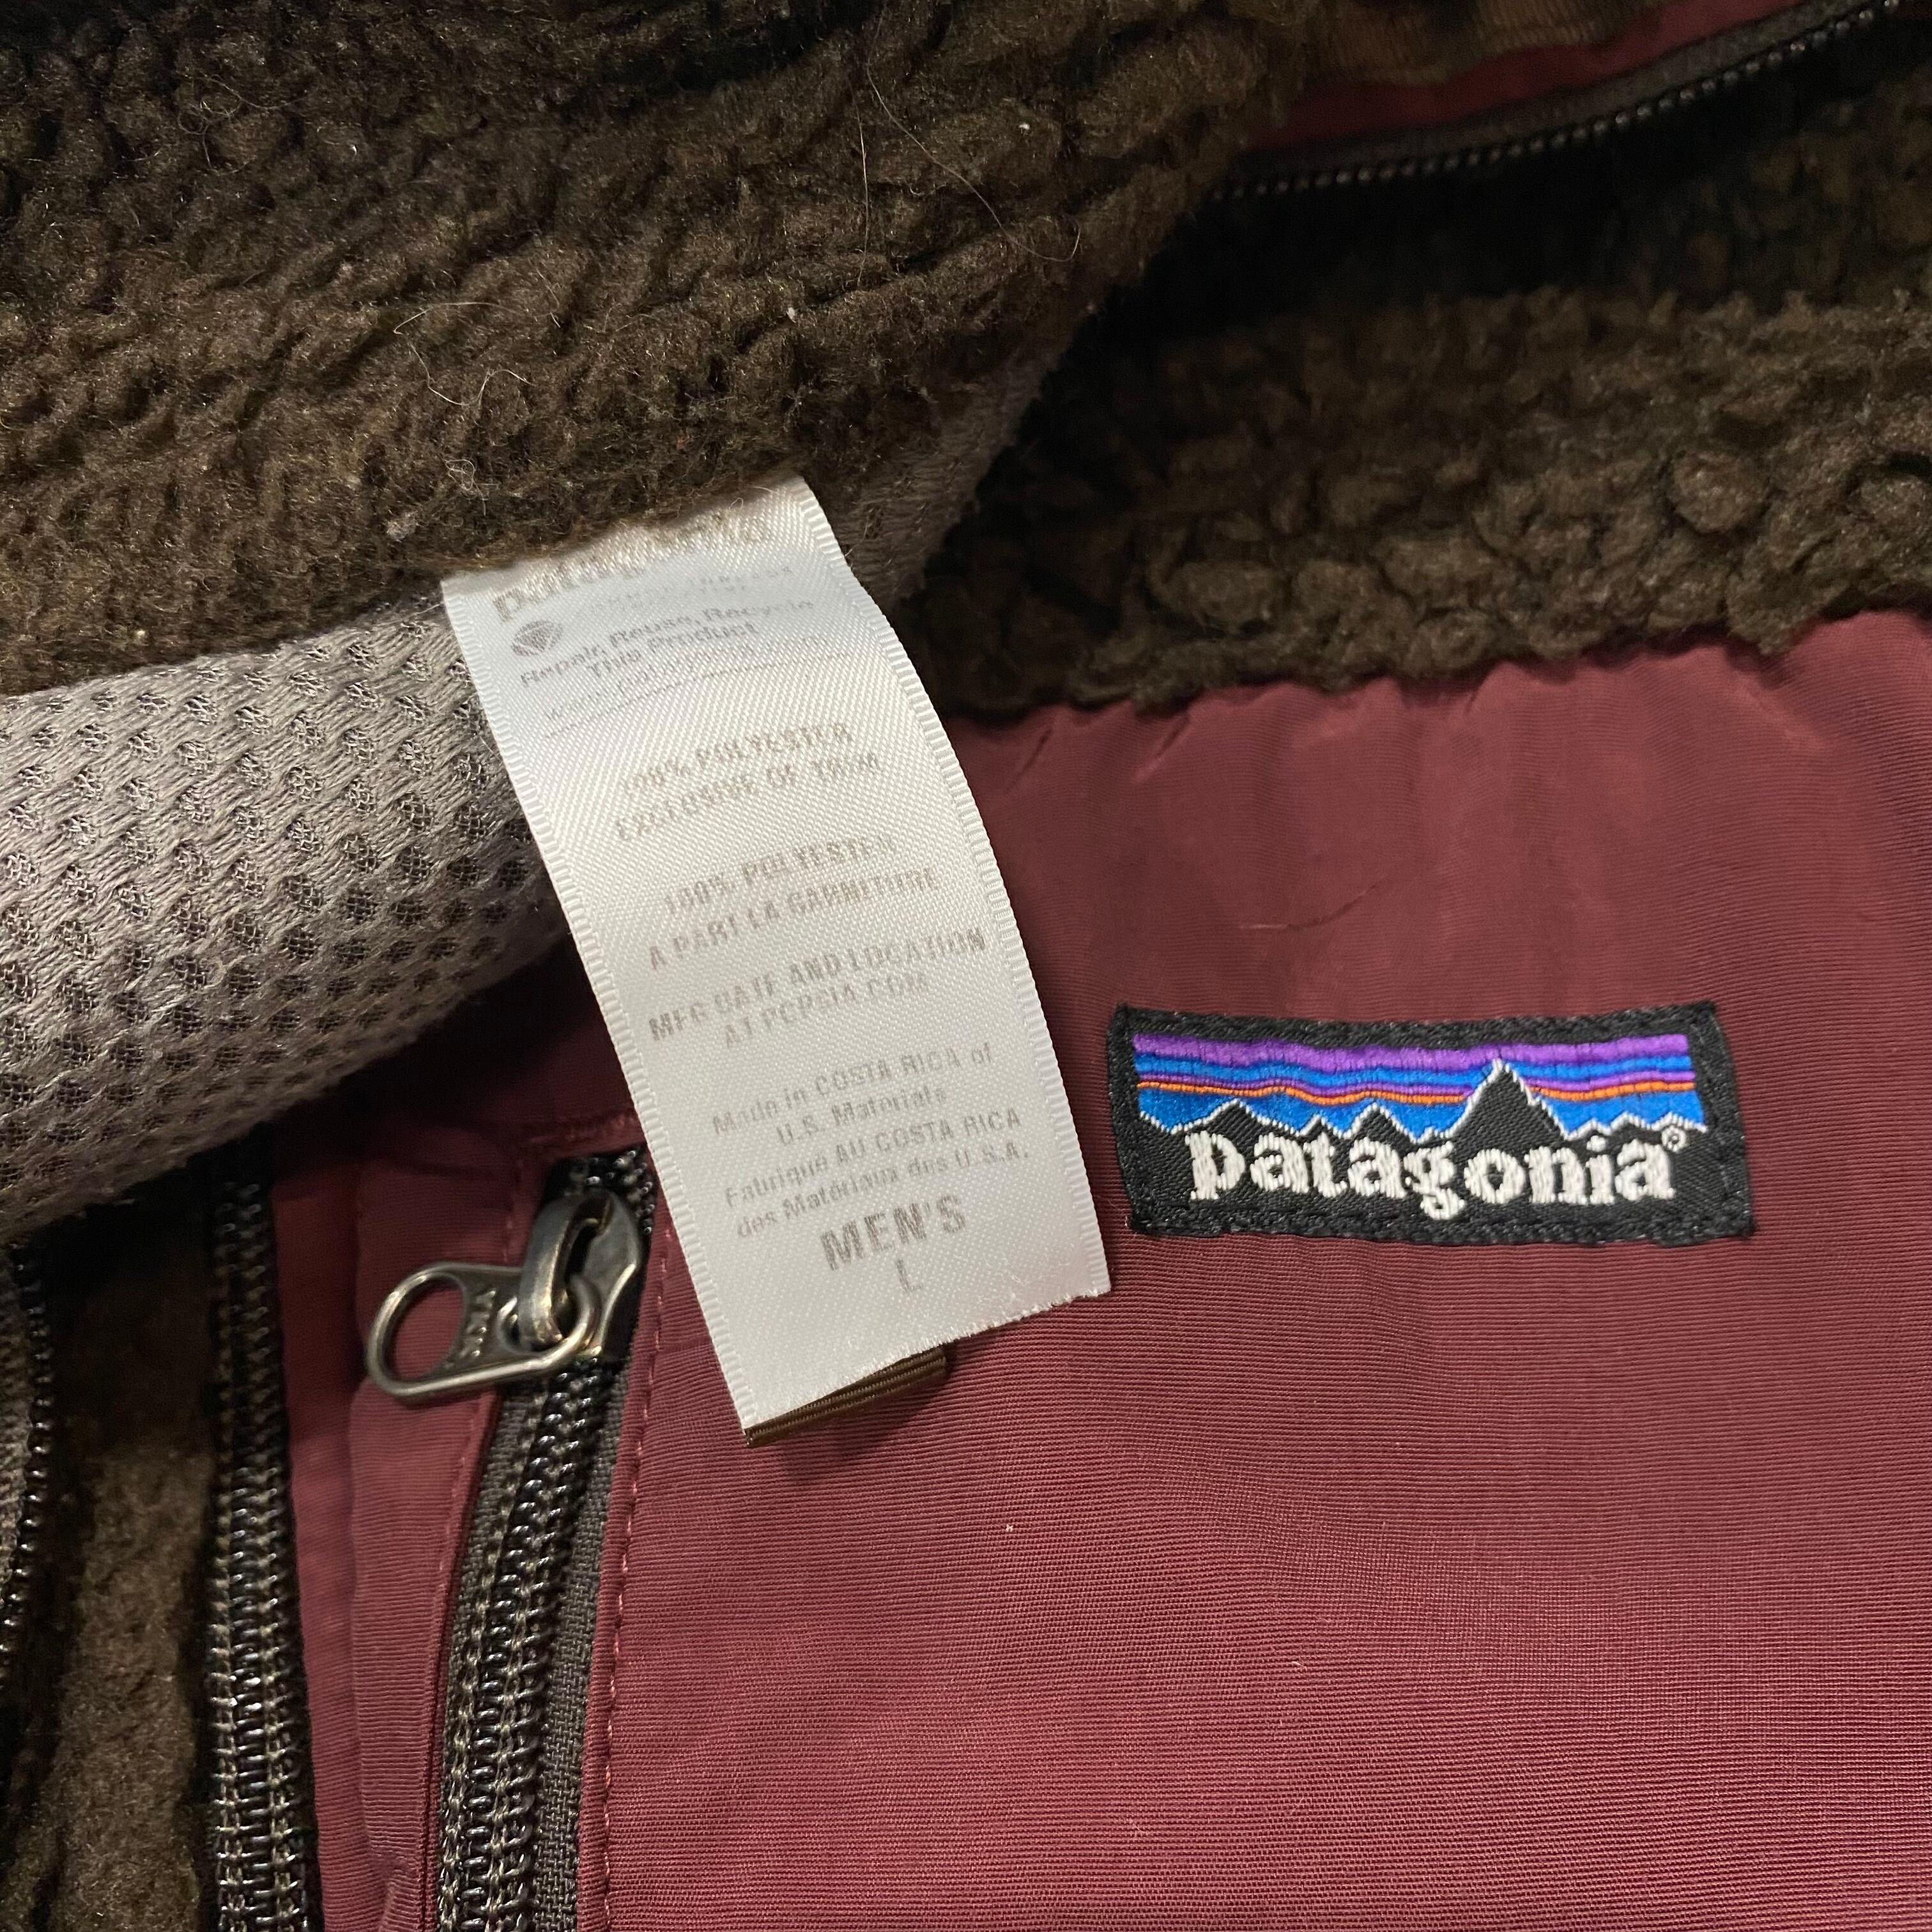 Repair, Reuse, Recycle
This Product
100% POLYESTER
EXCLUSIVE OF TRIM
100% POLYESTER
A PART LA GARNITURE
MFG DATE AND LOCATION
AT PCPSIA.COM
Made in COSTA RICA of
U.S. Materials
Fabriqué AU COSTA RICA
des Matériaux des U.S.A.
MEN'S
L
patagonia®